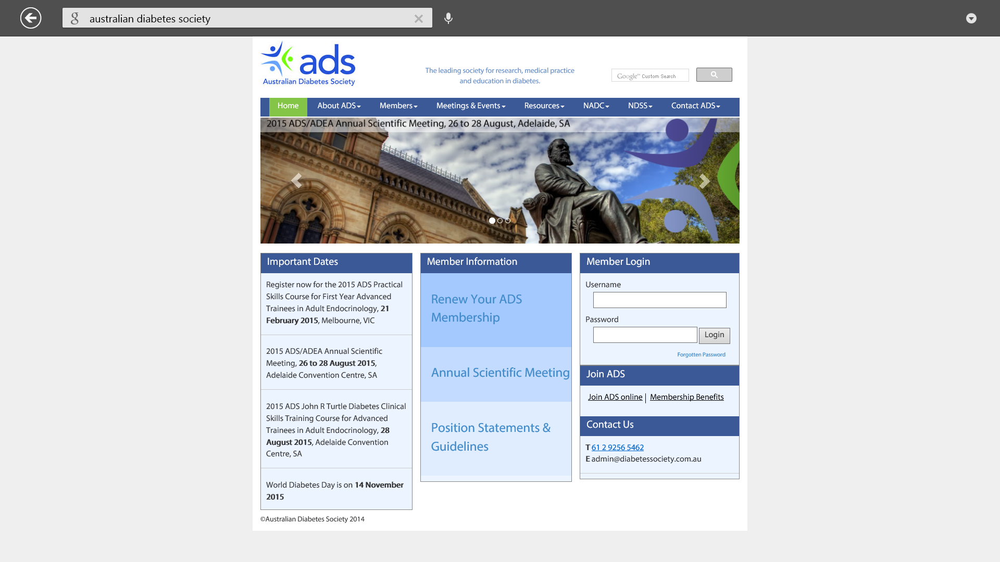 australian diabetes society
ads
Australian Diabetes Society
The leading society for research, medical practice
and education in diabetes.
Google™ Custom Search
Home About ADS Members Meetings & Events Resources NADC NDSS Contact ADS
2015 ADS/ADEA Annual Scientific Meeting, 26 to 28 August, Adelaide, SA
Important Dates
Register now for the 2015 ADS Practical
Skills Course for First Year Advanced
Trainees in Adult Endocrinology, 21
February 2015, Melbourne, VIC
2015 ADS/ADEA Annual Scientific
Meeting, 26 to 28 August 2015,
Adelaide Convention Centre, SA
2015 ADS John R Turtle Diabetes Clinical
Skills Training Course for Advanced
Trainees in Adult Endocrinology, 28
August 2015, Adelaide Convention
Centre, SA
World Diabetes Day is on 14 November
2015
Member Information
Renew Your ADS
Membership
Annual Scientific Meeting
Position Statements &
Guidelines
Member Login
Username
Password
Login
Forgotten Password
Join ADS
Join ADS online | Membership Benefits
Contact Us
T 61 2 9256 5462
E admin@diabetessociety.com.au
©Australian Diabetes Society 2014